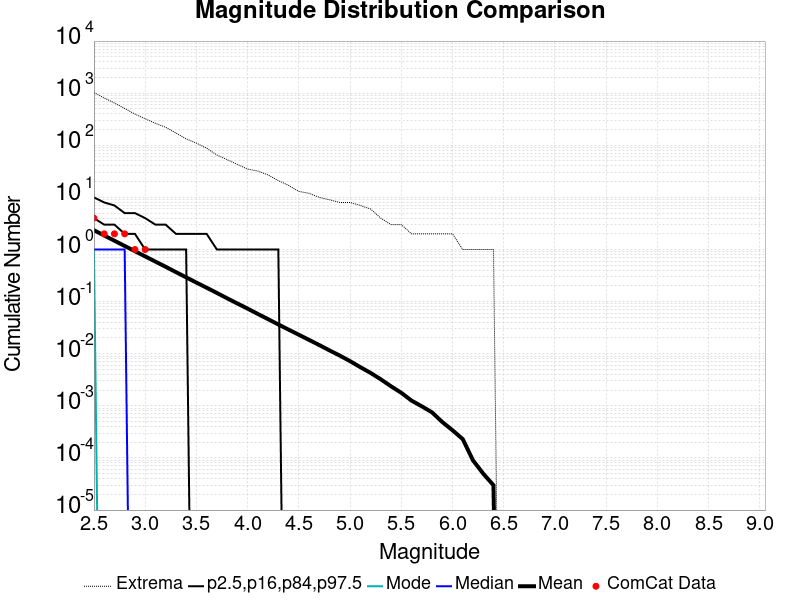 Magnitude Distribution Comparison
10 4
10 3
10 2
10 1
10 0
10 -1
10 -2
10 -3
10 -4
10 -5
Cumulative Number
2.5 3.0 3.5 4.0 4.5 5.0 5.5 6.0 6.5 7.0 7.5 8.0 8.5 9.0
Magnitude
Extrema p2.5,p16,p84,p97.5 Mode Median Mean ComCat Data